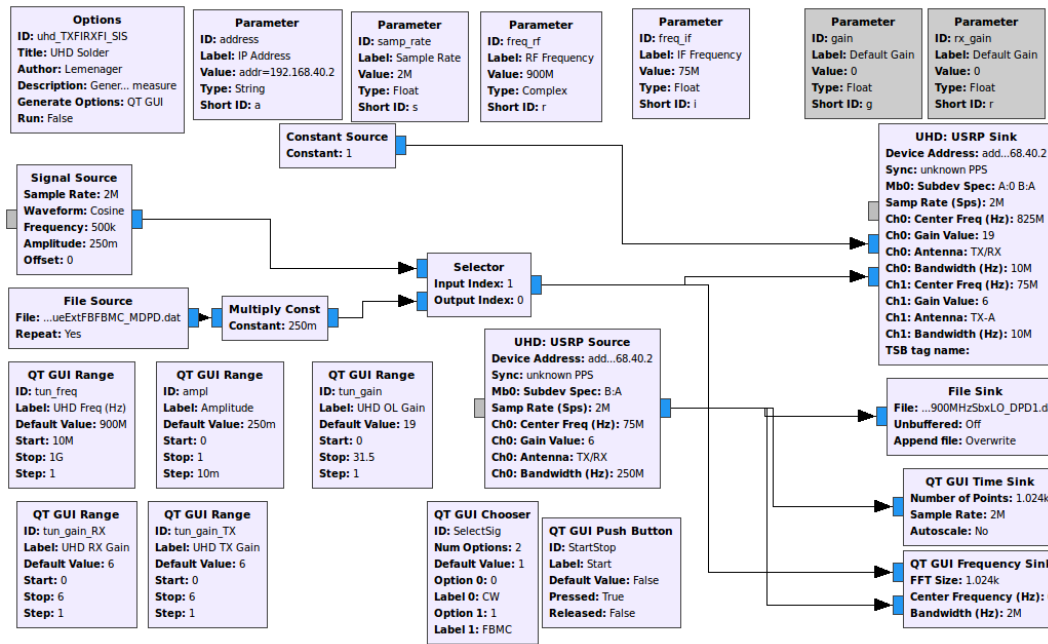 Options
ID: uhd_TXFIRXFI_SIS
Title: UHD Solder
Author: Lemenager
Description: Gener... measure
Generate Options: QT GUI
Run: False
Parameter
ID: address
Label: IP Address
Value: addr=192.168.40.2
Type: String
Short ID: a
Parameter
ID: samp_rate
Label: Sample Rate
Value: 2M
Type: Float
Short ID: s
Parameter
ID: freq_rf
Label: RF Frequency
Value: 900M
Type: Complex
Short ID: r
Parameter
ID: freq_if
Label: IF Frequency
Value: 75M
Type: Float
Short ID: i
Parameter
ID: gain
Label: Default Gain
Value: 0
Type: Float
Short ID: g
Parameter
ID: rx_gain
Label: Default Gain
Value: 0
Type: Float
Short ID: r
Constant Source
Constant: 1
UHD: USRP Sink
Device Address: add...68.40.2
Sync: unknown PPS
Mb0: Subdev Spec: A:0 B:A
Samp Rate (Sps): 2M
Ch0: Center Freq (Hz): 825M
Ch0: Gain Value: 19
Ch0: Antenna: TX/RX
Ch0: Bandwidth (Hz): 10M
Ch1: Center Freq (Hz): 75M
Ch1: Gain Value: 6
Ch1: Antenna: TX-A
Ch1: Bandwidth (Hz): 10M
TSB tag name:
Signal Source
Sample Rate: 2M
Waveform: Cosine
Frequency: 500k
Amplitude: 250m
Offset: 0
Selector
Input Index: 1
Output Index: 0
File Source
File: ...ueExtFBFBMC_MDPD.dat
Repeat: Yes
Multiply Const
Constant: 250m
UHD: USRP Source
Device Address: add...68.40.2
Sync: unknown PPS
Mb0: Subdev Spec: B:A
Samp Rate (Sps): 2M
Ch0: Center Freq (Hz): 75M
Ch0: Gain Value: 6
Ch0: Antenna: TX/RX
Ch0: Bandwidth (Hz): 250M
QT GUI Range
ID: tun_freq
Label: UHD Freq (Hz)
Default Value: 900M
Start: 10M
Stop: 1G
Step: 1
QT GUI Range
ID: ampl
Label: Amplitude
Default Value: 250m
Start: 0
Stop: 1
Step: 10m
QT GUI Range
ID: tun_gain
Label: UHD OL Gain
Default Value: 19
Start: 0
Stop: 31.5
Step: 1
File Sink
File: ...900MHzSbxLO_DPD1.d
Unbuffered: Off
Append file: Overwrite
QT GUI Time Sink
Number of Points: 1.024k
Sample Rate: 2M
Autoscale: No
QT GUI Range
ID: tun_gain_RX
Label: UHD RX Gain
Default Value: 6
Start: 0
Stop: 6
Step: 1
QT GUI Range
ID: tun_gain_TX
Label: UHD TX Gain
Default Value: 6
Start: 0
Stop: 6
Step: 1
QT GUI Chooser
ID: SelectSig
Num Options: 2
Default Value: 1
Option 0: 0
Label 0: CW
Option 1: 1
Label 1: FBMC
QT GUI Push Button
ID: StartStop
Label: Start
Default Value: False
Pressed: True
Released: False
QT GUI Frequency Sink
FFT Size: 1.024k
Center Frequency (Hz):
Bandwidth (Hz): 2M